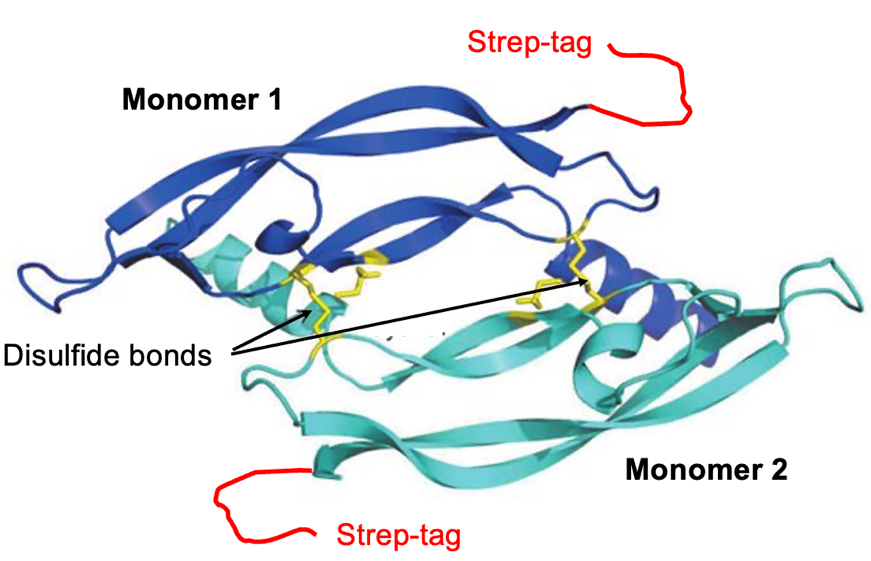 Strep-tag
Monomer 1
Disulfide bonds
Monomer 2
Strep-tag